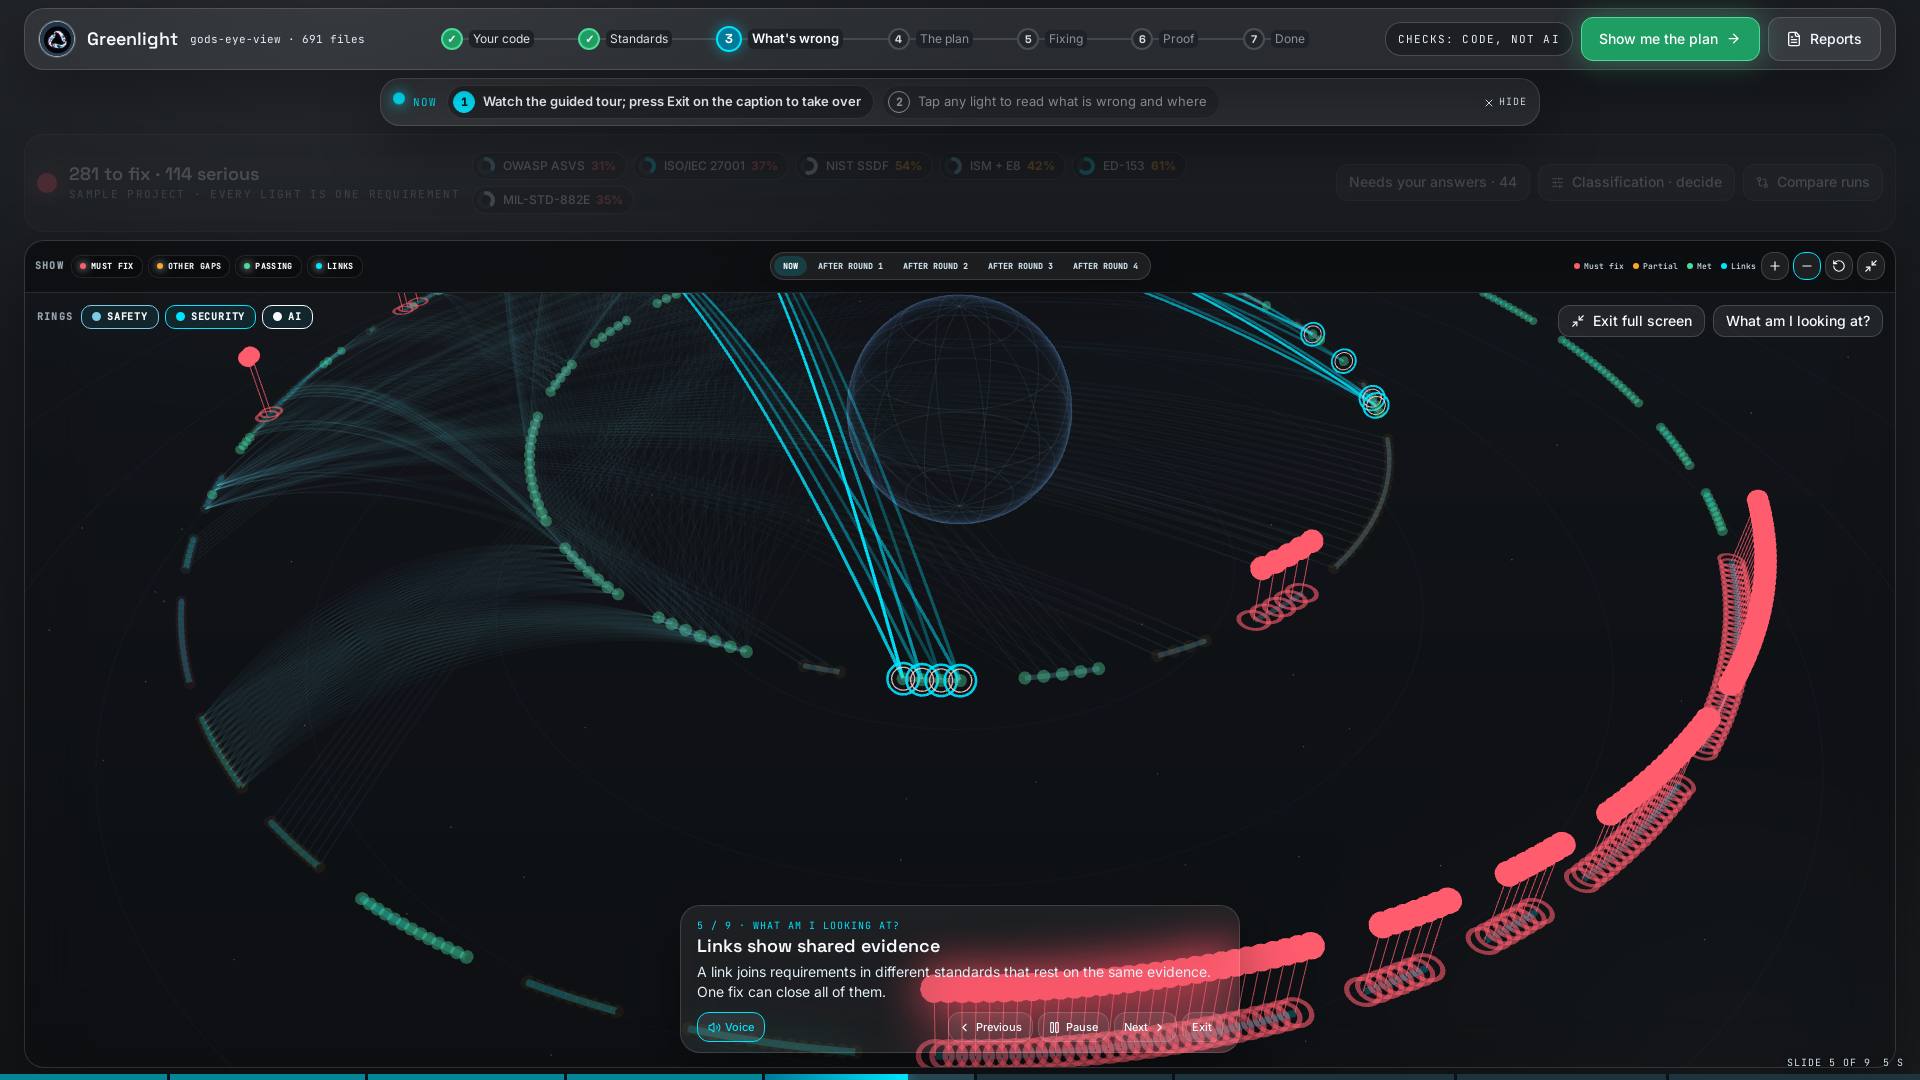 Greenlight gods-eye-view · 691 files
✓ Your code ✓ Standards 3 What's wrong 4 The plan 5 Fixing 6 Proof 7 Done
CHECKS: CODE, NOT AI Show me the plan → Reports
NOW 1 Watch the guided tour; press Exit on the caption to take over 2 Tap any light to read what is wrong and where × HIDE
281 to fix · 114 serious
SAMPLE PROJECT · EVERY LIGHT IS ONE REQUIREMENT
OWASP ASVS 31% ISO/IEC 27001 37% NIST SSDF 54% ISM + E8 42% ED-153 61%
MIL-STD-882E 35%
Needs your answers · 44 Classification · decide Compare runs
SHOW MUST FIX OTHER GAPS PASSING LINKS
NOW AFTER ROUND 1 AFTER ROUND 2 AFTER ROUND 3 AFTER ROUND 4
Must fix Partial Met Links + −
RINGS SAFETY SECURITY AI
Exit full screen What am I looking at?
5 / 9 · WHAT AM I LOOKING AT?
Links show shared evidence
A link joins requirements in different standards that rest on the same evidence.
One fix can close all of them.
Voice Previous Pause Next Exit
SLIDE 5 OF 9 5 S